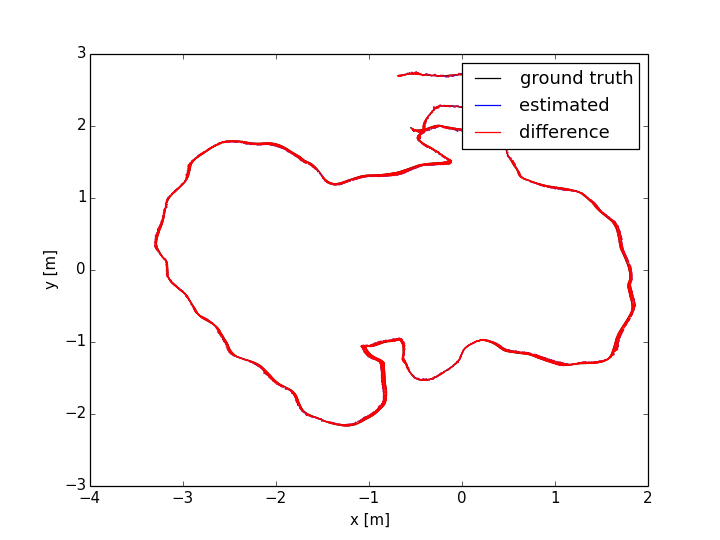 3
2
1
0
−1
−2
−3
y [m]
ground truth
estimated
difference
−4
−3
−2
−1
0
1
2
x [m]